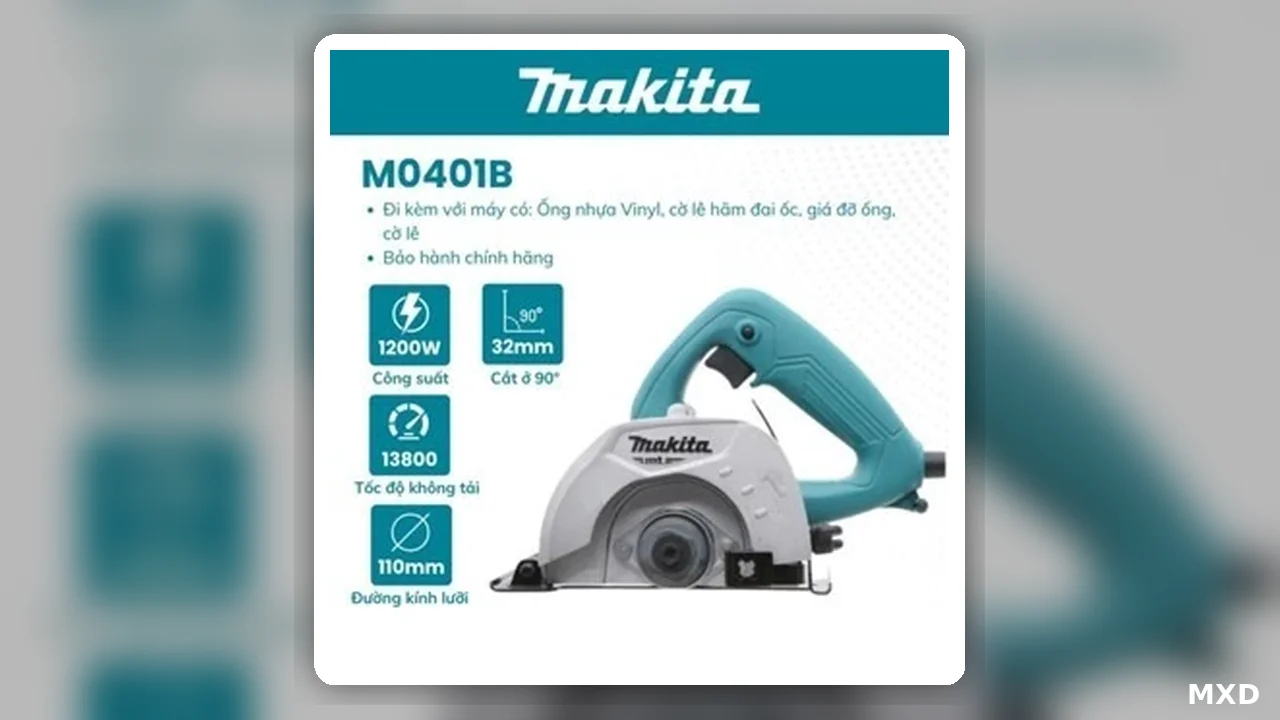 Makita
M0401B
• Đi kèm với máy có: Ống nhựa Vinyl, cờ lê hãm đai ốc, giá đỡ ống,
cờ lê
• Bảo hành chính hãng
90°
1200W
32mm
Công suất
Cắt ở 90°
Makita
13800
Tốc độ không tải
110mm
Đường kính lưỡi
MXD